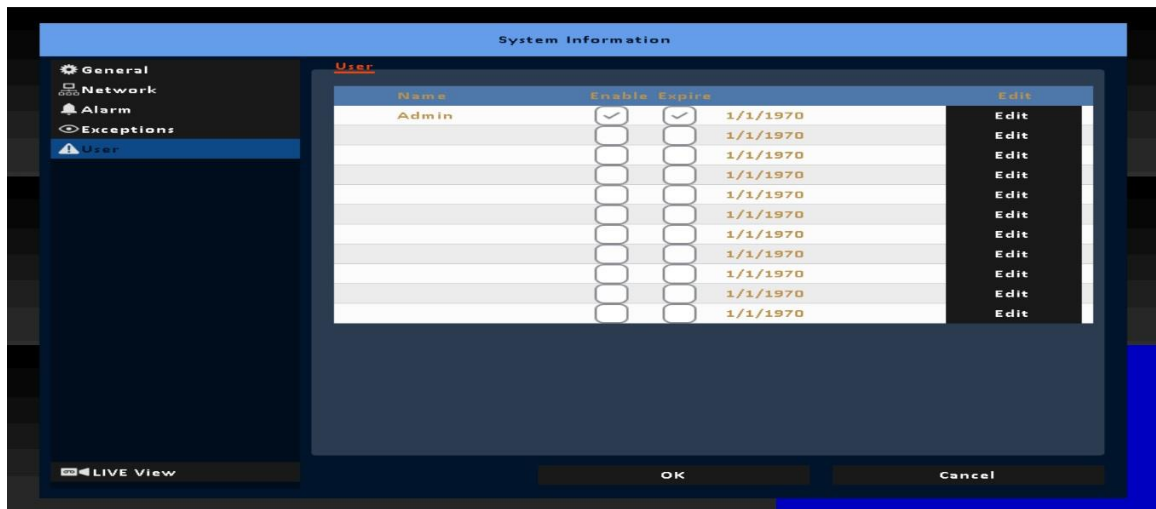 System Information
General
Network
Alarm
Exceptions
User
LIVE View
User
Name Enable Expire Edit
Admin 1/1/1970 Edit
1/1/1970 Edit
1/1/1970 Edit
1/1/1970 Edit
1/1/1970 Edit
1/1/1970 Edit
1/1/1970 Edit
1/1/1970 Edit
1/1/1970 Edit
1/1/1970 Edit
1/1/1970 Edit
OK Cancel